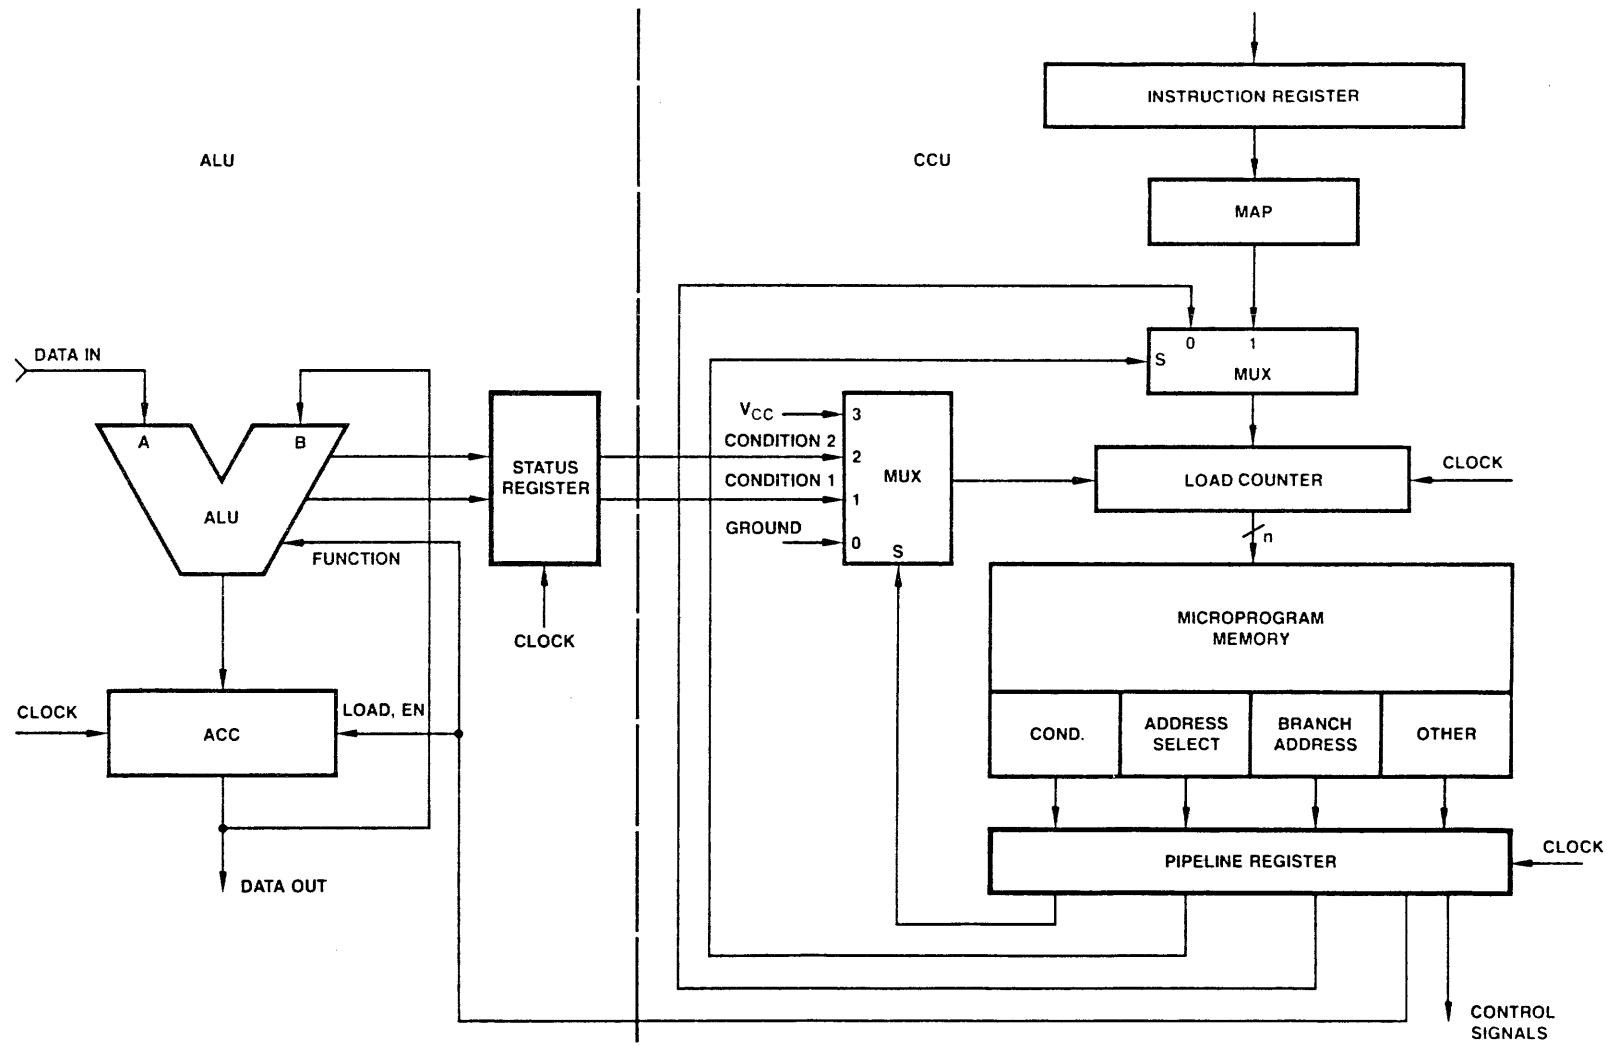 INSTRUCTION REGISTER
ALU
CCU
MAP
DATA IN
0 1
S
MUX
A B
V_CC
3
CONDITION 2
2
CONDITION 1
1
GROUND
0
S
MUX
STATUS
REGISTER
LOAD COUNTER
CLOCK
n
ALU
FUNCTION
CLOCK
MICROPROGRAM
MEMORY
CLOCK
ACC
LOAD, EN
COND.
ADDRESS
SELECT
BRANCH
ADDRESS
OTHER
PIPELINE REGISTER
CLOCK
DATA OUT
CONTROL
SIGNALS